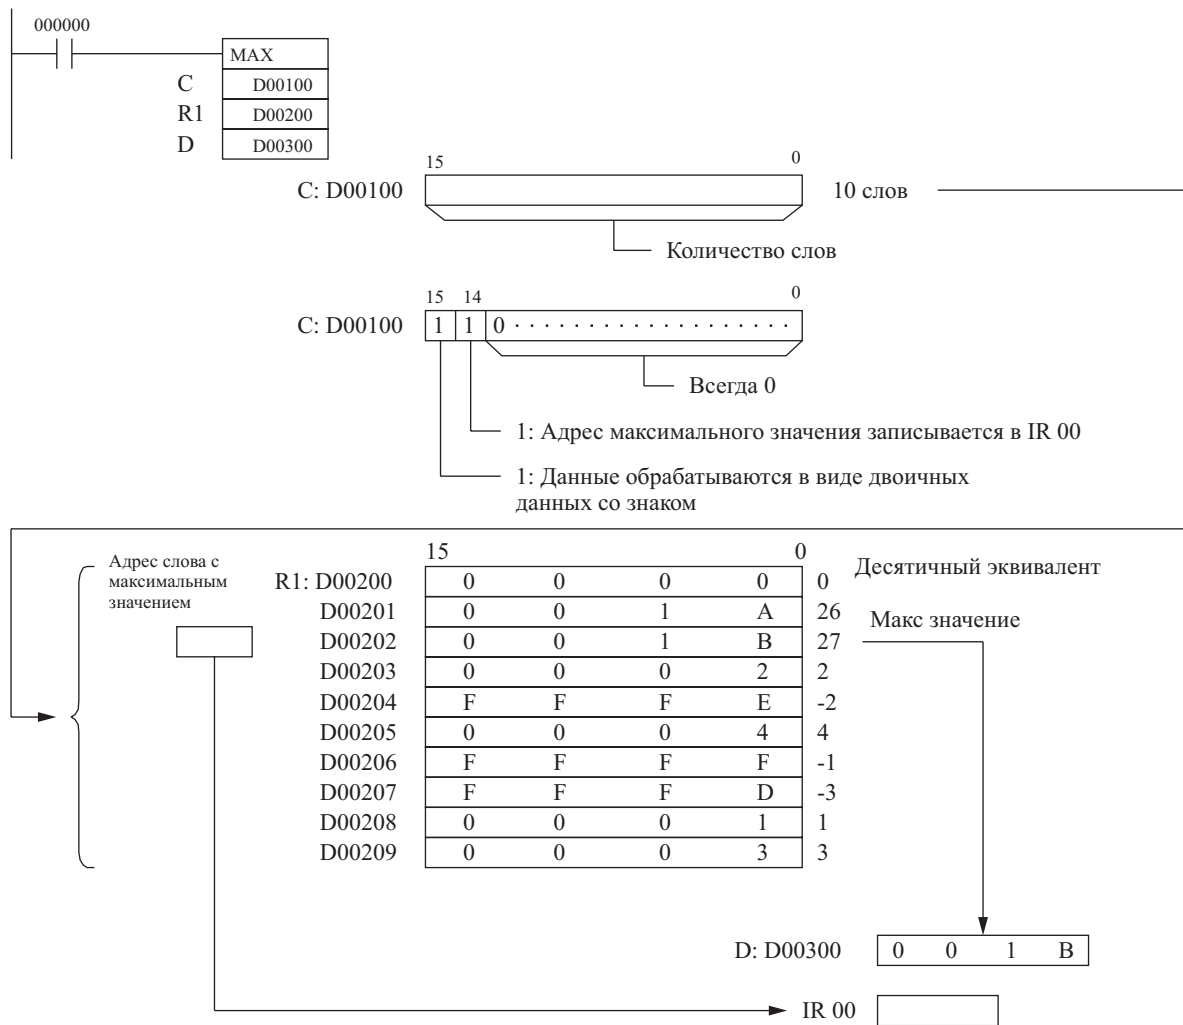 000000
MAX
C D00100
R1 D00200
D D00300
15 0
C: D00100 10 слов
Количество слов
15 14 0
C: D00100 1 1 0 · · · · · · · · · · · · · · · · · · ·
Всегда 0
1: Адрес максимального значения записывается в IR 00
1: Данные обрабатываются в виде двоичных
данных со знаком
Адрес слова с
максимальным
значением
15 0
Десятичный эквивалент
R1: D00200 0 0 0 0 0
D00201 0 0 1 A 26
Макс значение
D00202 0 0 1 B 27
D00203 0 0 0 2 2
D00204 F F F E -2
D00205 0 0 0 4 4
D00206 F F F F -1
D00207 F F F D -3
D00208 0 0 0 1 1
D00209 0 0 0 3 3
D: D00300 0 0 1 B
IR 00